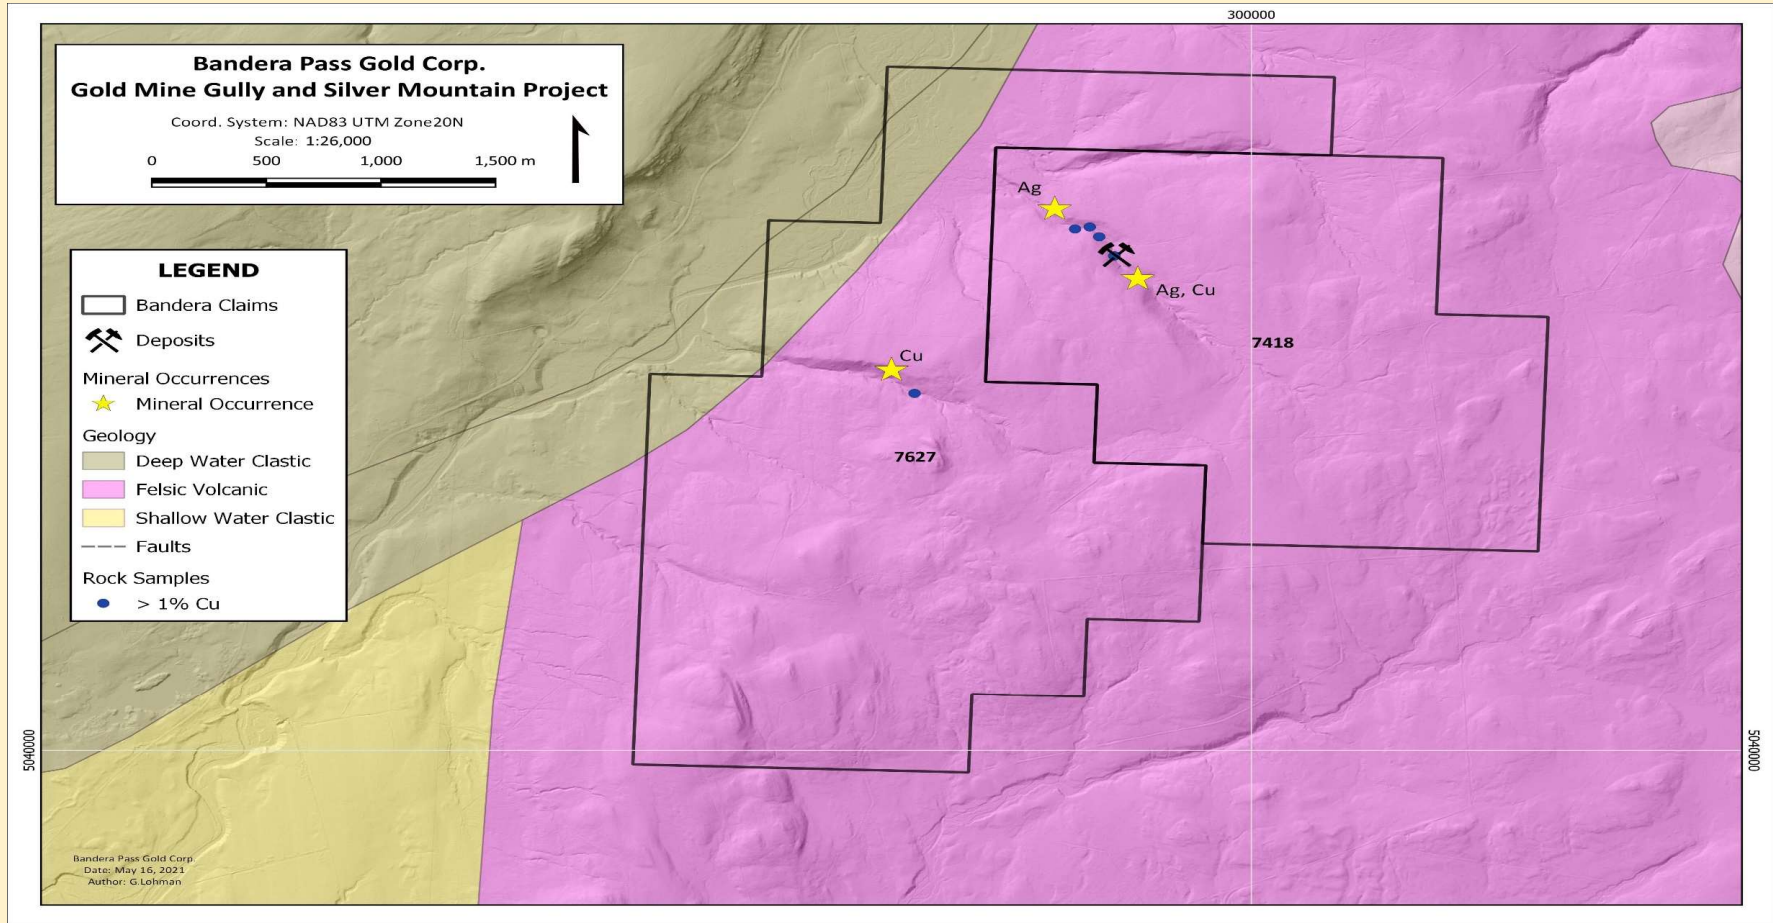 300000
Bandera Pass Gold Corp.
Gold Mine Gully and Silver Mountain Project
Coord. System: NAD83 UTM Zone20N
Scale: 1:26,000
0 500 1,000 1,500 m
LEGEND
Bandera Claims
Deposits
Mineral Occurrences
Mineral Occurrence
Geology
Deep Water Clastic
Felsic Volcanic
Shallow Water Clastic
Faults
Rock Samples
> 1% Cu
Ag
Ag, Cu
7418
Cu
7627
5040000
5040000
Bandera Pass Gold Corp.
Date: May 16, 2021
Author: G.Lohman